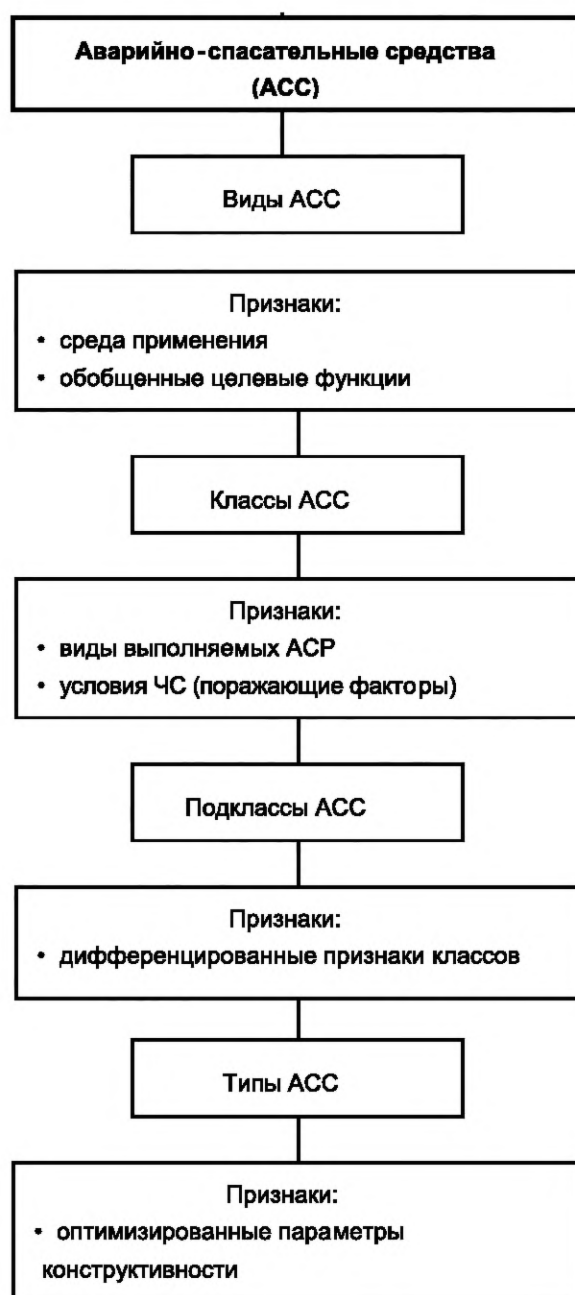 Аварийно-спасательные средства
(АСС)
Виды АСС
Признаки:
• среда применения
• обобщенные целевые функции
Классы АСС
Признаки:
• виды выполняемых АСР
• условия ЧС (поражающие факторы)
Подклассы АСС
Признаки:
• дифференцированные признаки классов
Типы АСС
Признаки:
• оптимизированные параметры
конструктивности